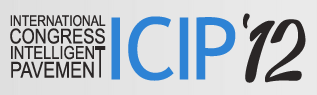 INTERNATIONAL
CONGRESS
INTELLIGENT
PAVEMENT
ICIP'12